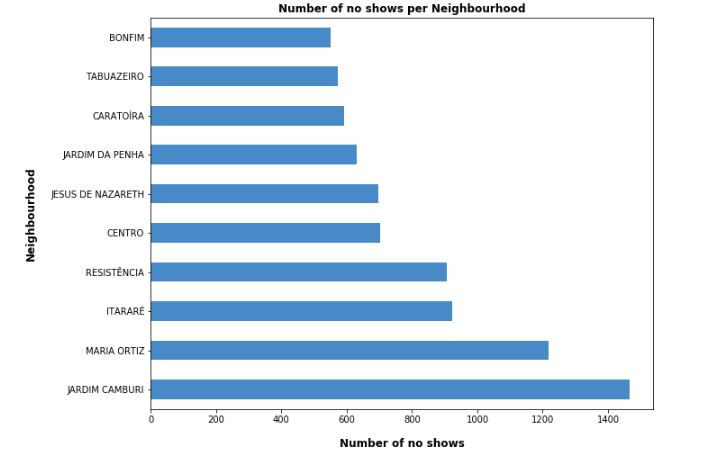 Number of no shows per Neighbourhood
BONFIM
TABUAZEIRO
CARATOÍRA
JARDIM DA PENHA
JESUS DE NAZARETH
CENTRO
RESISTÊNCIA
ITARARÉ
MARIA ORTIZ
JARDIM CAMBURI
Neighbourhood
0 200 400 600 800 1000 1200 1400
Number of no shows